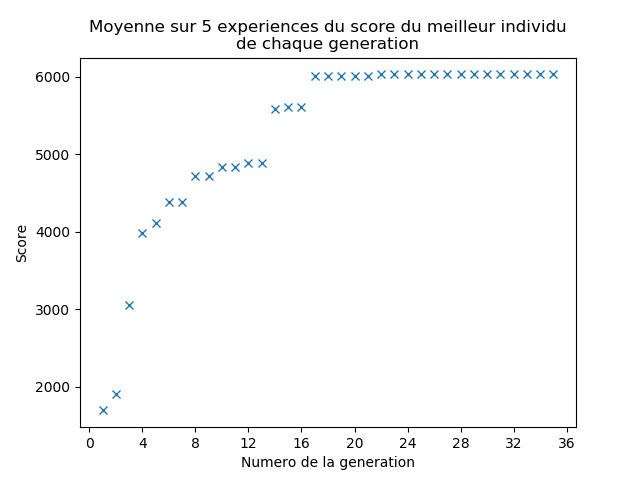 Moyenne sur 5 experiences du score du meilleur individu
de chaque generation
6000
5000
4000
3000
2000
Score
0 4 8 12 16 20 24 28 32 36
Numero de la generation